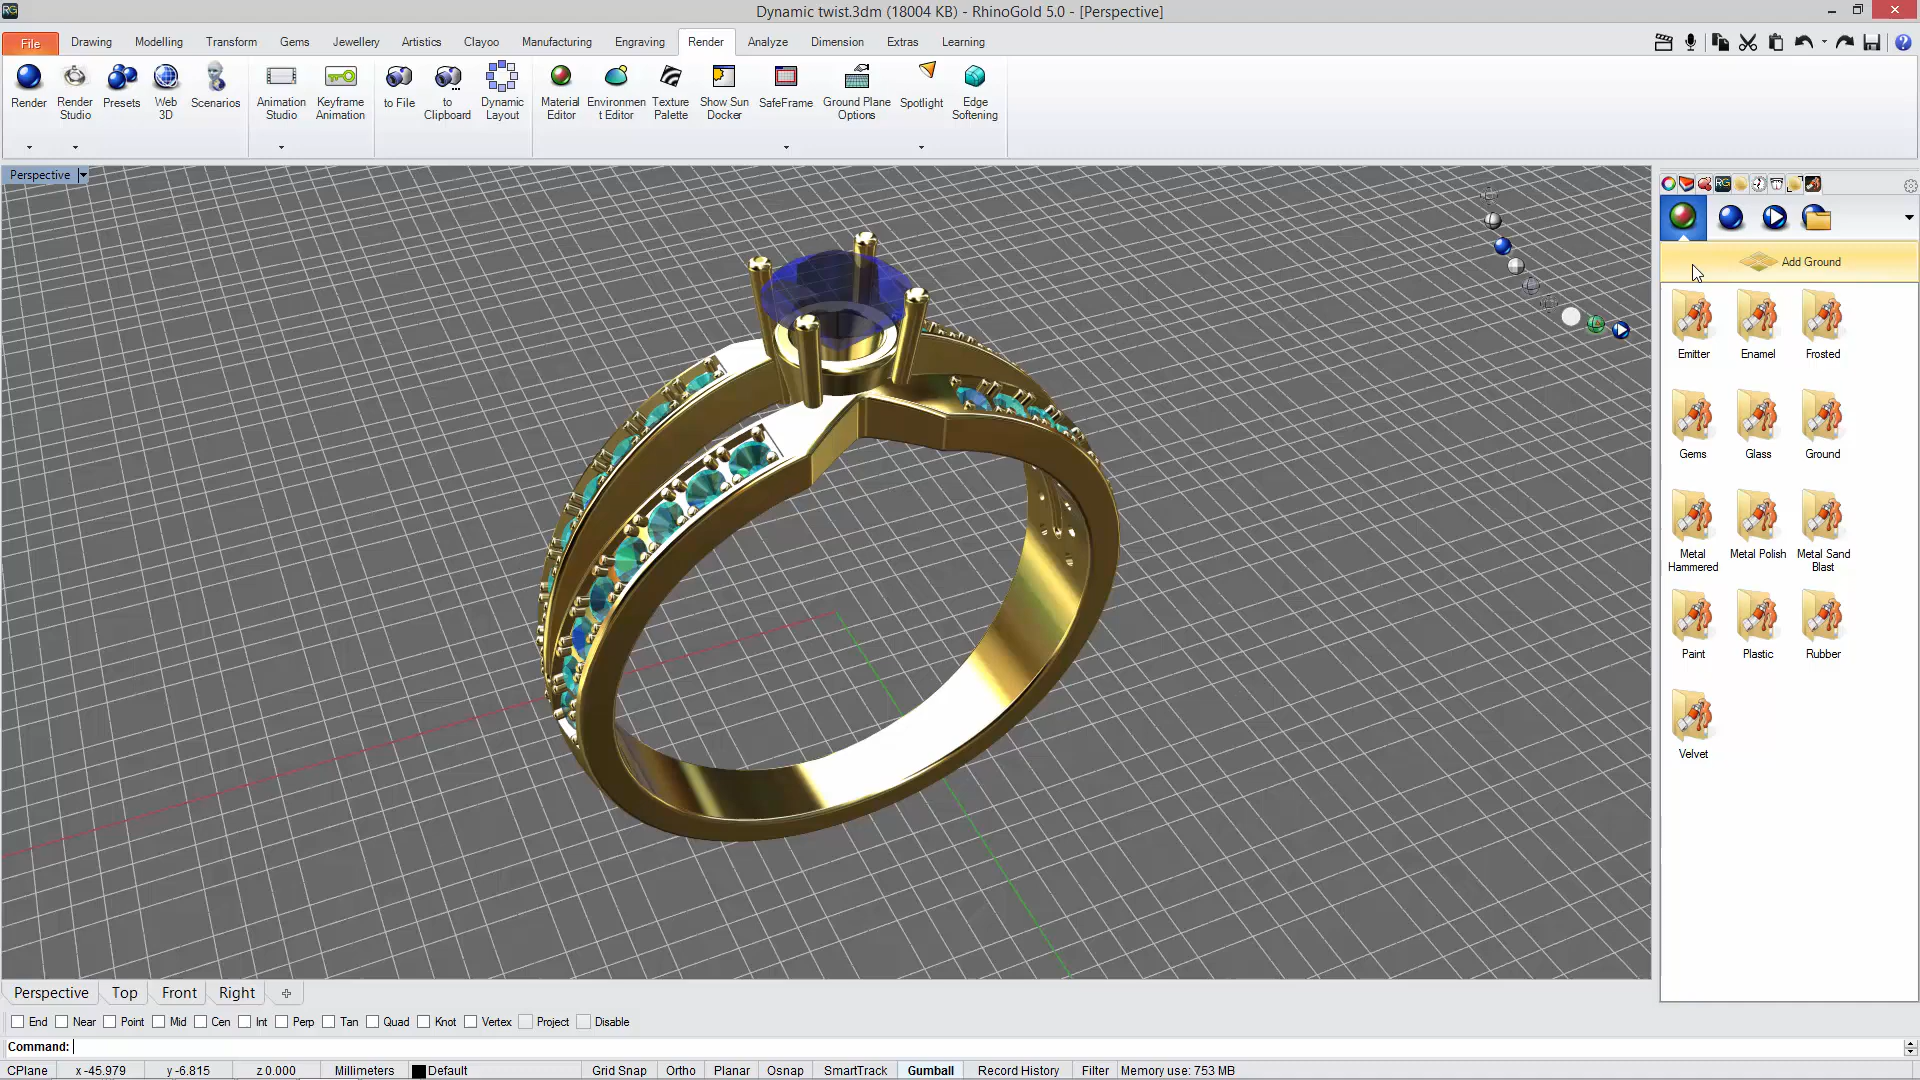 Dynamic twist.3dm (18004 KB) - RhinoGold 5.0 - [Perspective]
File Drawing Modelling Transform Gems Jewellery Artistics Clayoo Manufacturing Engraving Render Analyze Dimension Extras Learning
Render Render Studio Presets Web 3D Scenarios Animation Studio Keyframe Animation to File to Clipboard Dynamic Layout Material Editor Environmen t Editor Texture Palette Show Sun Docker SafeFrame Ground Plane Options Spotlight Edge Softening
Perspective
RG
Add Ground
Emitter Enamel Frosted
Gems Glass Ground
Metal Hammered Metal Polish Metal Sand Blast
Paint Plastic Rubber
Velvet
Perspective Top Front Right
End Near Point Mid Cen Int Perp Tan Quad Knot Vertex Project Disable
Command:
CPlane x -45.979 y -6.815 z 0.000 Millimeters Default Grid Snap Ortho Planar Osnap SmartTrack Gumball Record History Filter Memory use: 753 MB